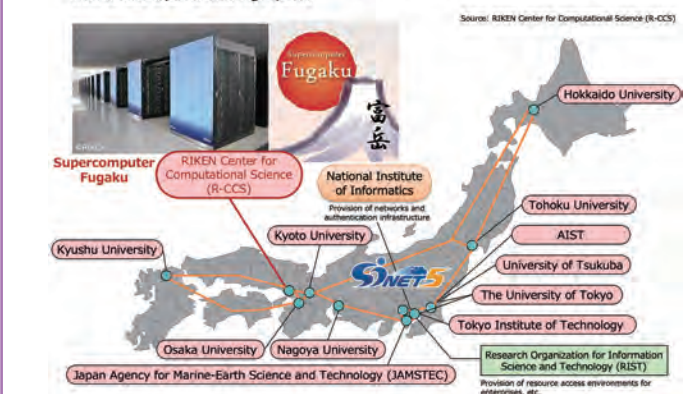 Source: RIKEN Center for Computational Science (R-CCS)
©RIKEN
Supercomputer
Fugaku
富岳
Supercomputer
Fugaku
RIKEN Center for
Computational Science
(R-CCS)
National Institute
of Informatics
Provision of networks and
authentication infrastructure
Hokkaido University
Tohoku University
AIST
University of Tsukuba
The University of Tokyo
Tokyo Institute of Technology
Kyoto University
Kyushu University
SINET5
Osaka University
Nagoya University
Japan Agency for Marine-Earth Science and Technology (JAMSTEC)
Research Organization for Information
Science and Technology (RIST)
Provision of resource access environments for
enterprises, etc.